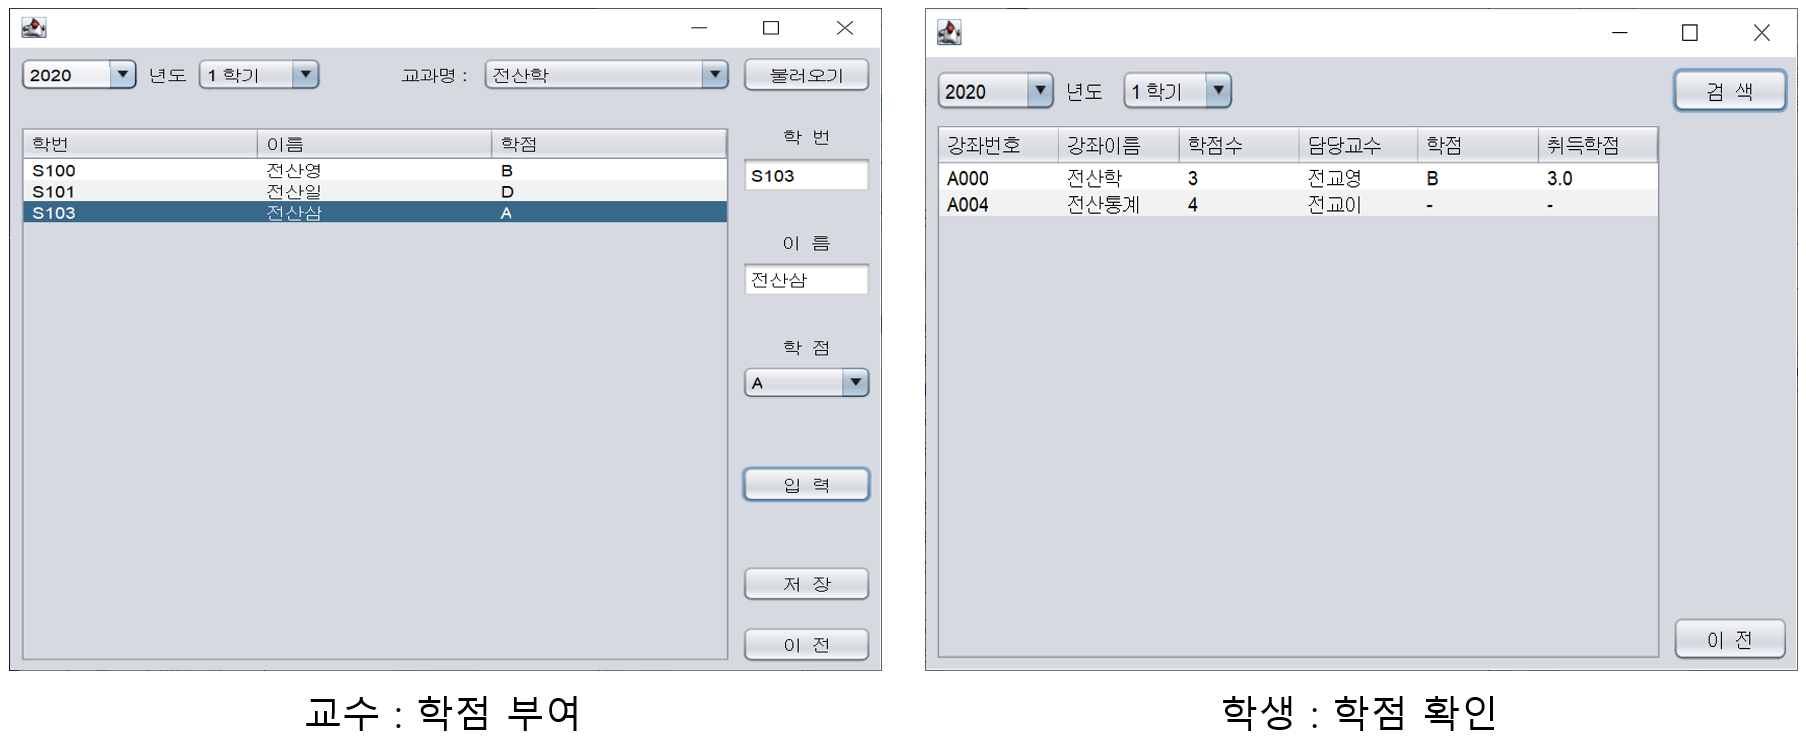 2020 년도 1 학기 교과명 : 전산학 불러오기
학번 이름 학점
S100 전산영 B
S101 전산일 D
S103 전산삼 A
학 번
S103
이 름
전산삼
학 점
A
입 력
저 장
이 전
교수 : 학점 부여
2020 년도 1 학기 검 색
강좌번호 강좌이름 학점수 담당교수 학점 취득학점
A000 전산학 3 전교영 B 3.0
A004 전산통계 4 전교이 - -
이 전
학생 : 학점 확인